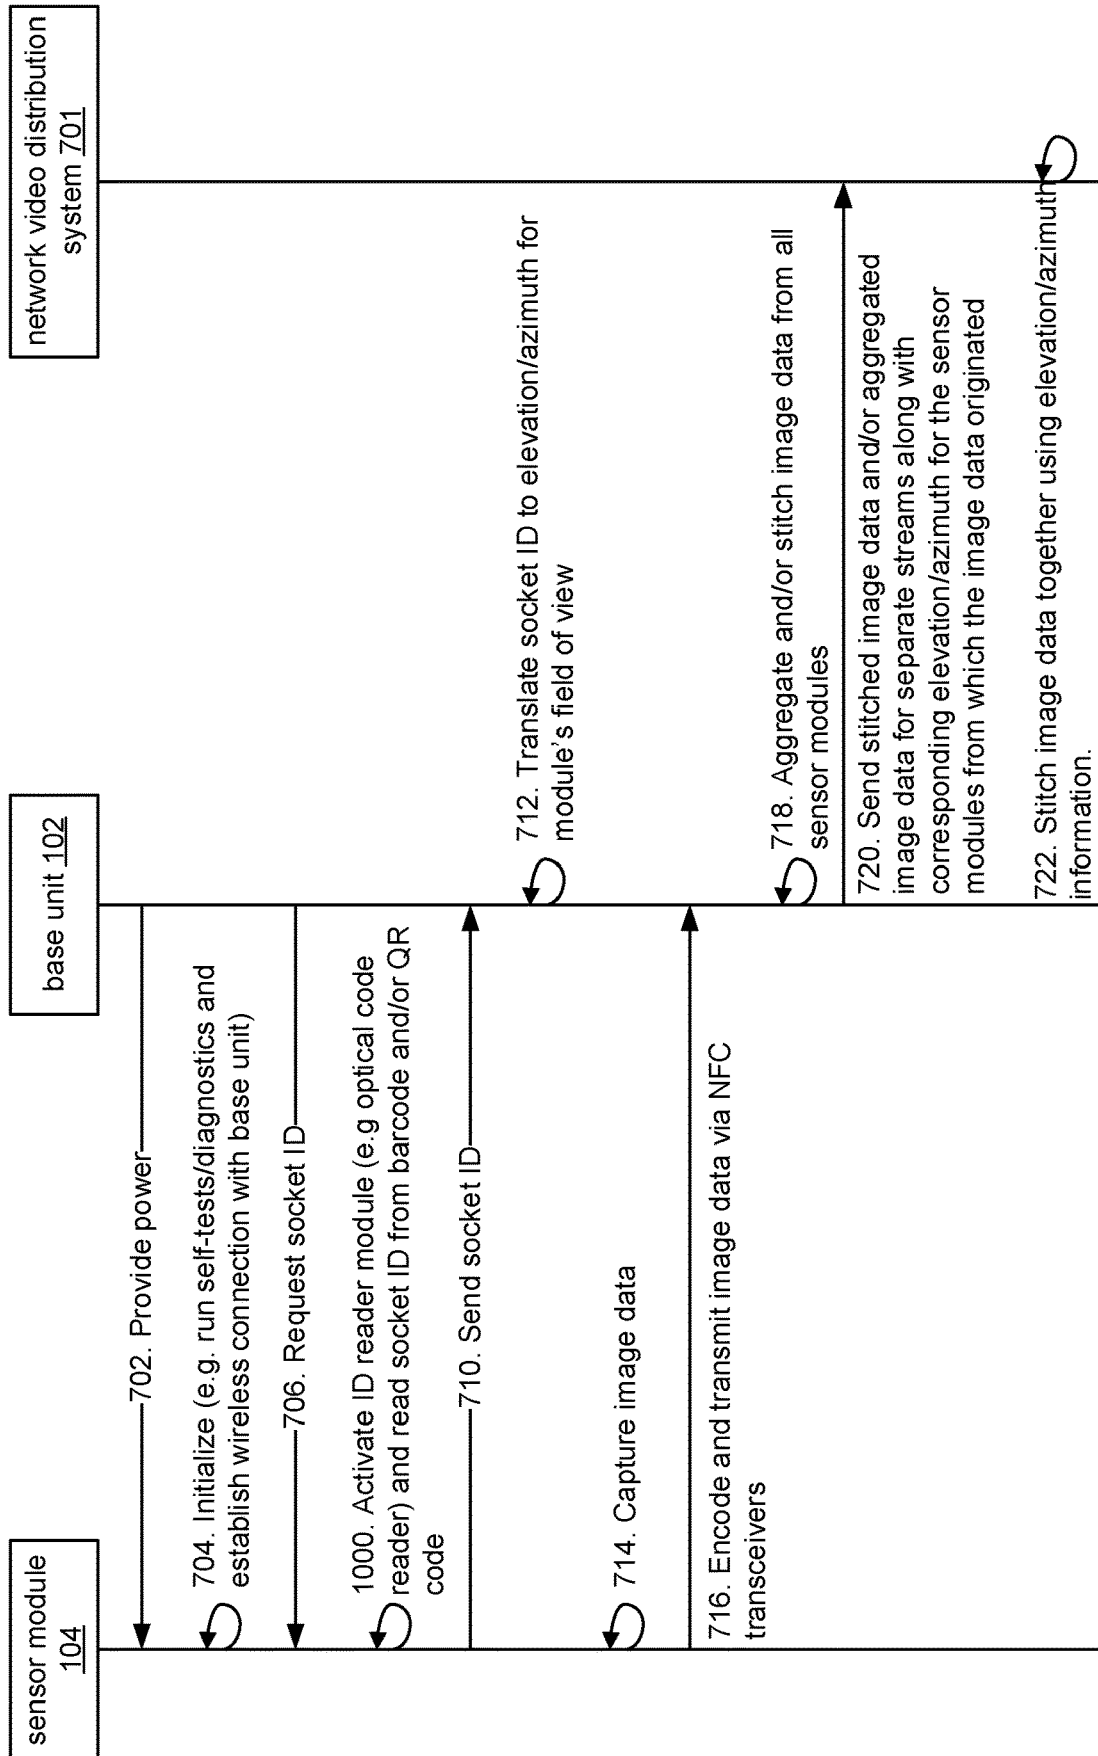 sensor module
104
base unit 102
network video distribution
system 701
702. Provide power
704. Initialize (e.g. run self-tests/diagnostics and
establish wireless connection with base unit)
706. Request socket ID
1000. Activate ID reader module (e.g optical code
reader) and read socket ID from barcode and/or QR
code
710. Send socket ID
712. Translate socket ID to elevation/azimuth for
module's field of view
714. Capture image data
716. Encode and transmit image data via NFC
transceivers
718. Aggregate and/or stitch image data from all
sensor modules
720. Send stitched image data and/or aggregated
image data for separate streams along with
corresponding elevation/azimuth for the sensor
modules from which the image data originated
722. Stitch image data together using elevation/azimuth
information.